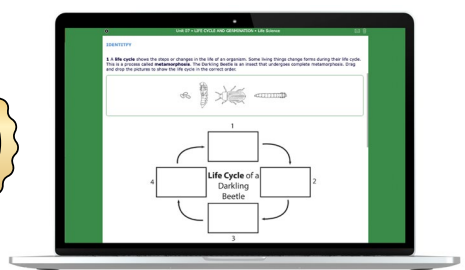 Unit 27 • LIFE CYCLE AND GERMINATION • Life Science
IDENTIFY
1 A life cycle shows the steps or changes in the life of an organism. Some living things change forms during their life cycle.
This is a process called metamorphosis. The Darkling Beetle is an insect that undergoes complete metamorphosis. Drag
and drop the pictures to show the life cycle in the correct order.
1
4
Life Cycle of a
Darkling
Beetle
2
3